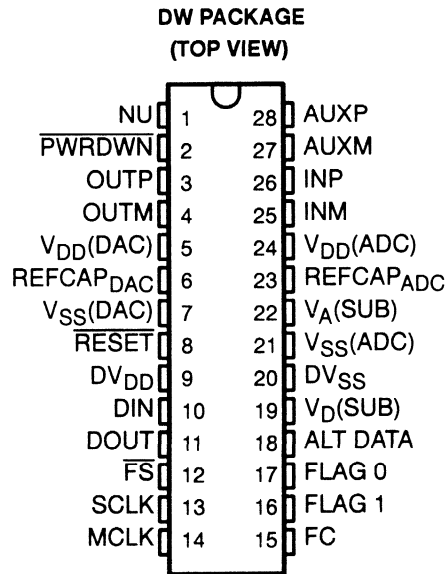 DW PACKAGE
(TOP VIEW)
NU 1 28 AUXP
PWRDWN 2 27 AUXM
OUTP 3 26 INP
OUTM 4 25 INM
VDD(DAC) 5 24 VDD(ADC)
REFCAPDAC 6 23 REFCAPADC
VSS(DAC) 7 22 VA(SUB)
RESET 8 21 VSS(ADC)
DVDD 9 20 DVSS
DIN 10 19 VD(SUB)
DOUT 11 18 ALT DATA
FS 12 17 FLAG 0
SCLK 13 16 FLAG 1
MCLK 14 15 FC